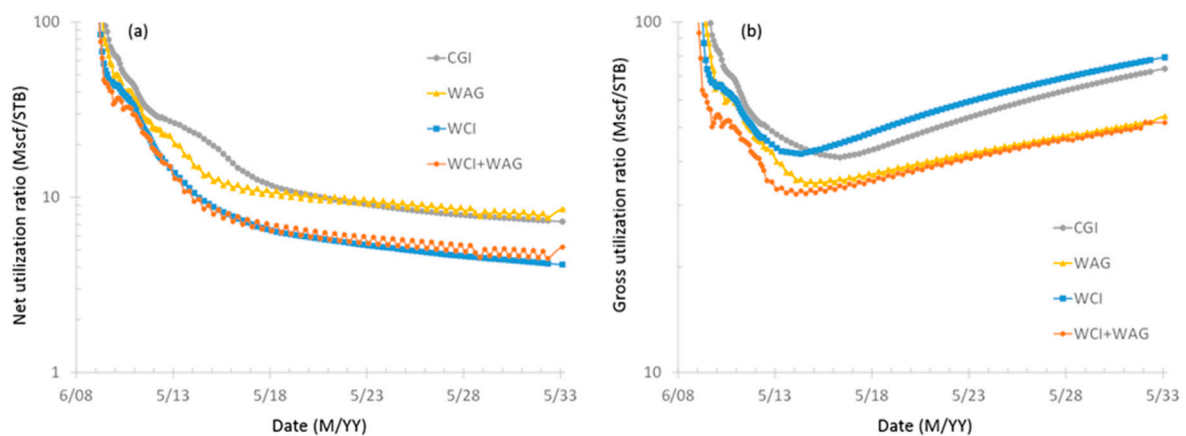 (a)
Net utilization ratio (Mscf/STB)
100
10
1
CGI
WAG
WCI
WCI+WAG
6/08 5/13 5/18 5/23 5/28 5/33
Date (M/YY)
(b)
Gross utilization ratio (Mscf/STB)
100
10
10
CGI
WAG
WCI
WCI+WAG
6/08 5/13 5/18 5/23 5/28 5/33
Date (M/YY)